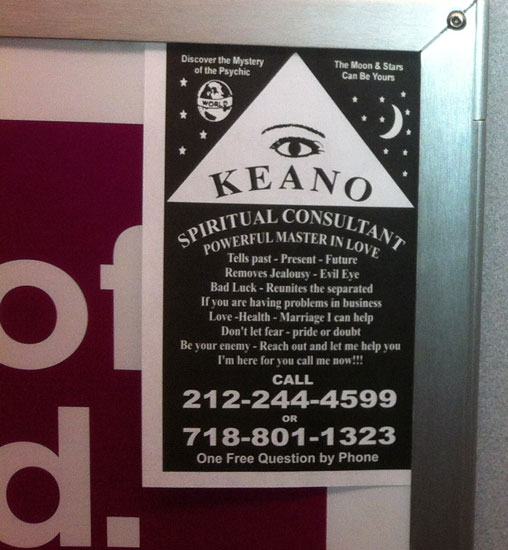 Discover the Mystery
of the Psychic
The Moon & Stars
Can Be Yours
WORLD
KEANO
SPIRITUAL CONSULTANT
POWERFUL MASTER IN LOVE
Tells past - Present - Future
Removes Jealousy - Evil Eye
Bad Luck - Reunites the separated
If you are having problems in business
Love -Health - Marriage I can help
Don't let fear - pride or doubt
Be your enemy - Reach out and let me help you
I'm here for you call me now!!!
CALL
212-244-4599
OR
718-801-1323
One Free Question by Phone
of
d.